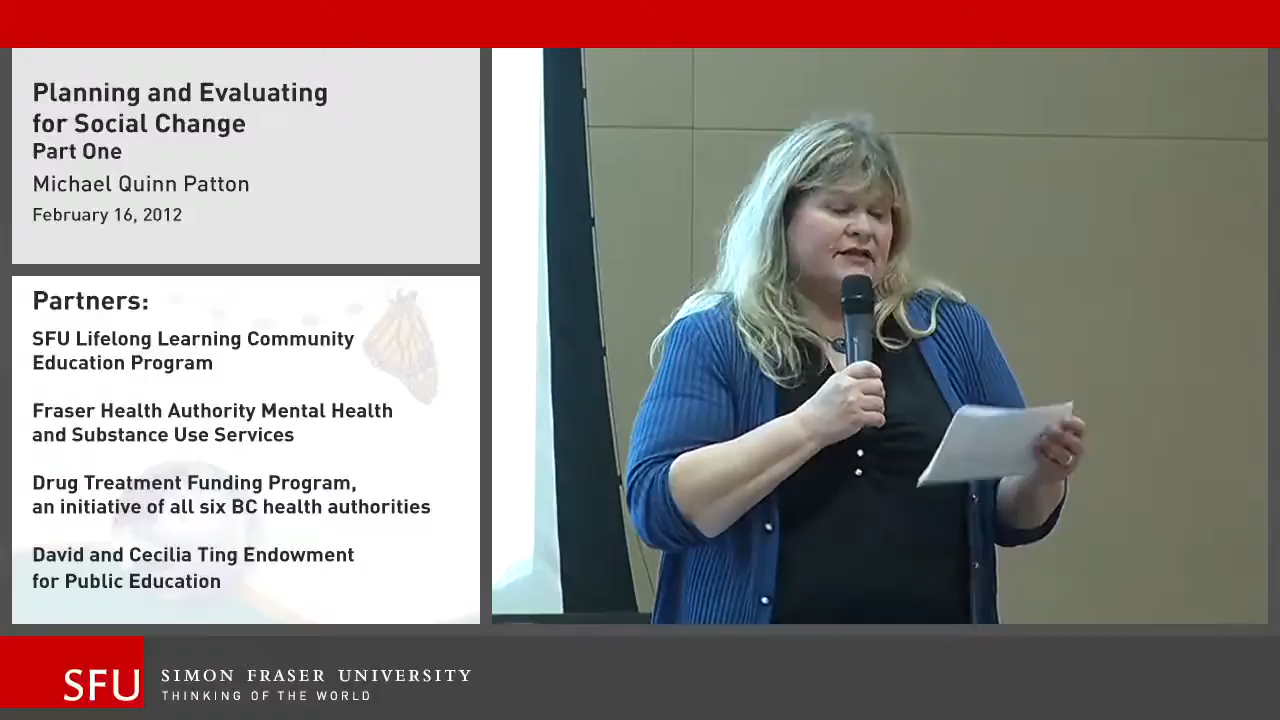 Planning and Evaluating
for Social Change
Part One
Michael Quinn Patton
February 16, 2012
Partners:
SFU Lifelong Learning Community
Education Program
Fraser Health Authority Mental Health
and Substance Use Services
Drug Treatment Funding Program,
an initiative of all six BC health authorities
David and Cecilia Ting Endowment
for Public Education
SFU
SIMON FRASER UNIVERSITY
THINKING OF THE WORLD